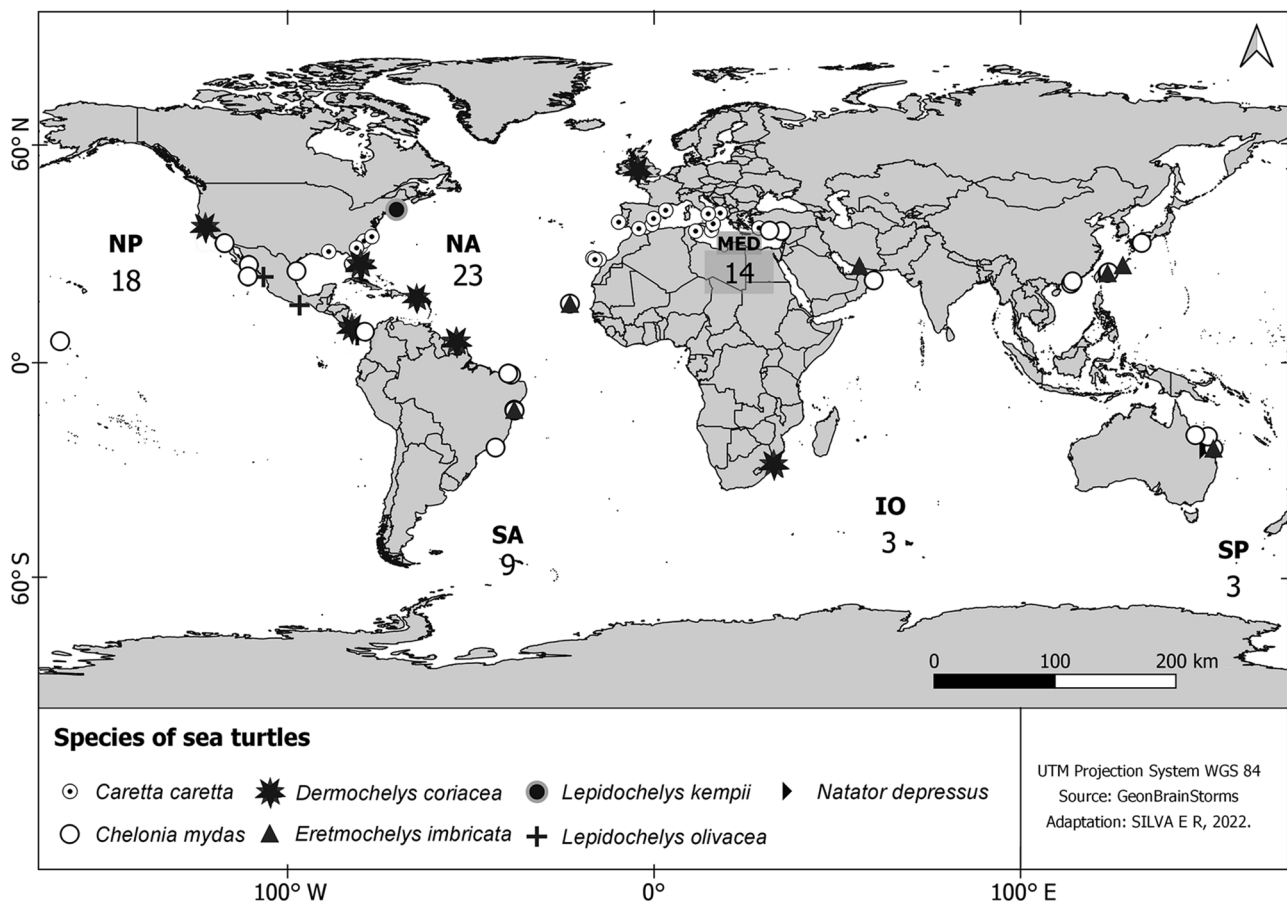 60° N
0°
60° S
NP
18
NA
23
MED
14
SA
9
IO
3
SP
3
0 100 200 km
Species of sea turtles
Caretta caretta Dermochelys coriacea Lepidochelys kempii Natator depressus
Chelonia mydas Eretmochelys imbricata Lepidochelys olivacea
UTM Projection System WGS 84
Source: GeonBrainStorms
Adaptation: SILVA E R, 2022.
100° W 0° 100° E